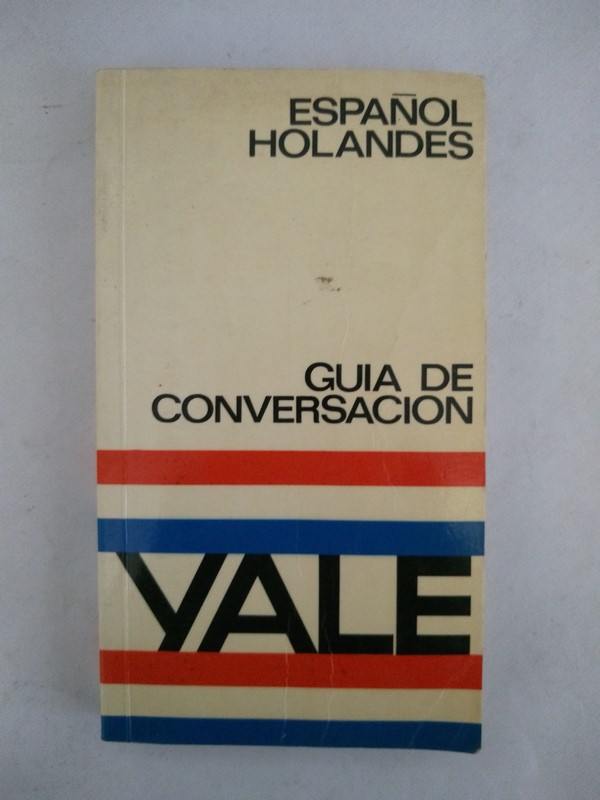 ESPAÑOL
HOLANDES
GUIA DE
CONVERSACION
YALE